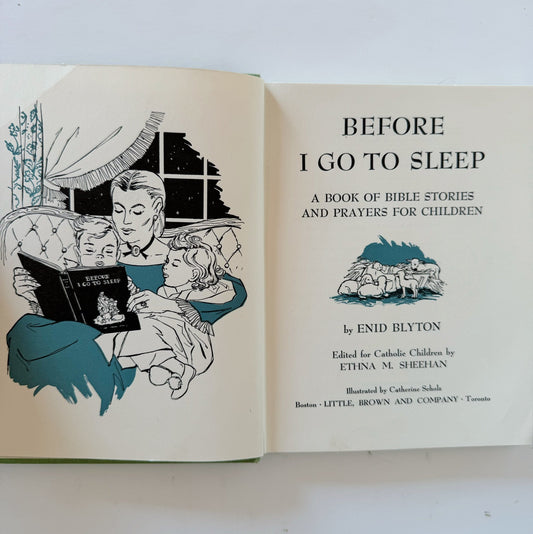 BEFORE
I GO TO SLEEP
BEFORE
I GO TO SLEEP
A BOOK OF BIBLE STORIES
AND PRAYERS FOR CHILDREN
by ENID BLYTON
Edited for Catholic Children by
ETHNA M. SHEEHAN
Illustrated by Catherine Scholz
Boston · LITTLE, BROWN AND COMPANY · Toronto